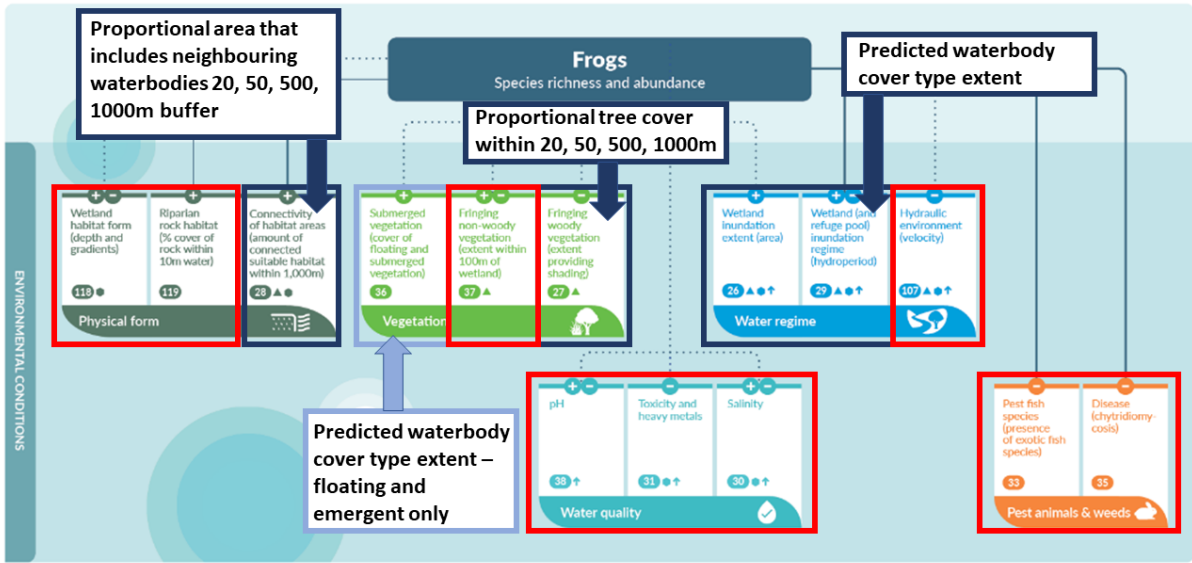 Proportional area that
includes neighbouring
waterbodies 20, 50, 500,
1000m buffer
Frogs
Species richness and abundance
Predicted waterbody
cover type extent
Proportional tree cover
within 20, 50, 500, 1000m
ENVIRONMENTAL CONDITIONS
+ −
Wetland
habitat form
(depth and
gradients)
118
+
Riparian
rock habitat
(% cover of
rock within
10m water)
119
+
Connectivity
of habitat areas
(amount of
connected
suitable habitat
within 1,000m)
28
Physical form
+
Submerged
vegetation
(cover of
floating and
submerged
vegetation)
36
+ −
Fringing
non-woody
vegetation
(extent within
100m of
wetland)
37
−
Fringing
woody
vegetation
(extent
providing
shading)
27
Vegetation
+
Wetland
inundation
extent (area)
26
+ −
Wetland (and
refuge pool)
inundation
regime
(hydroperiod)
29
−
Hydraulic
environment
(velocity)
107
Water regime
Predicted waterbody
cover type extent –
floating and
emergent only
+ −
pH
38
−
Toxicity and
heavy metals
31
+ −
Salinity
30
Water quality
−
Pest fish
species
(presence
of exotic fish
species)
33
−
Disease
(chytridiomy-
cosis)
35
Pest animals & weeds